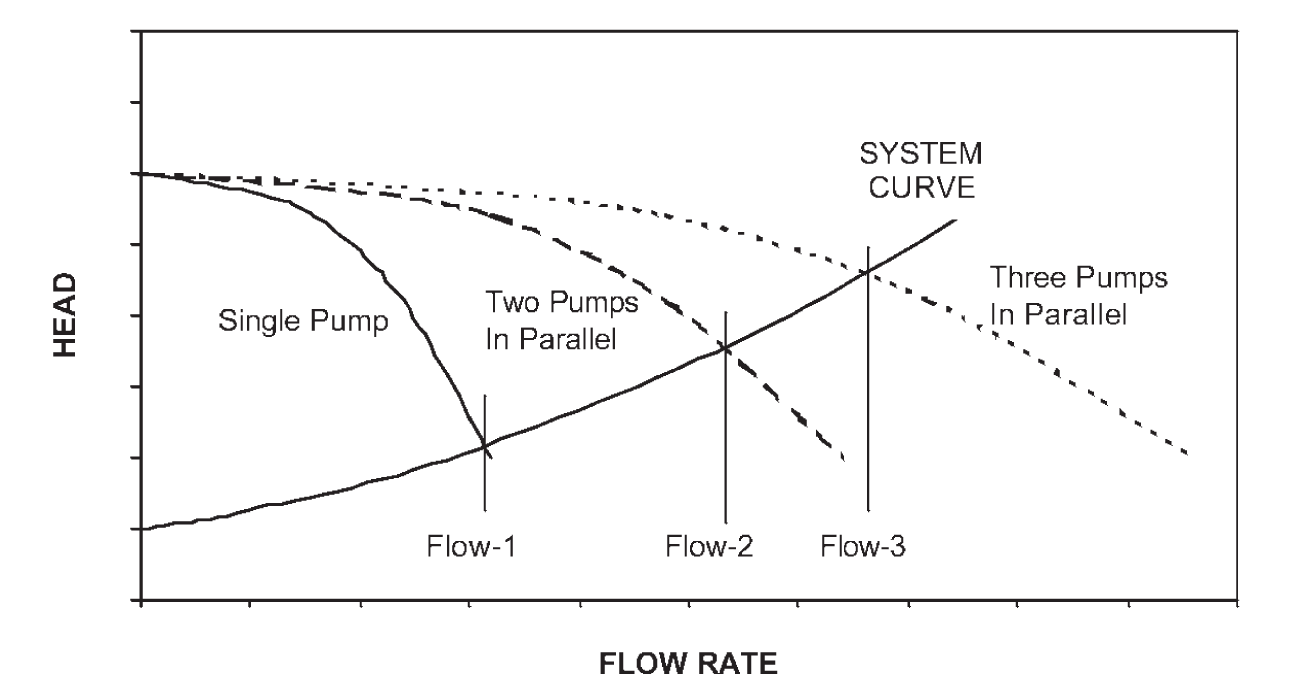 SYSTEM
CURVE
HEAD
Single Pump
Two Pumps
In Parallel
Three Pumps
In Parallel
Flow-1
Flow-2
Flow-3
FLOW RATE